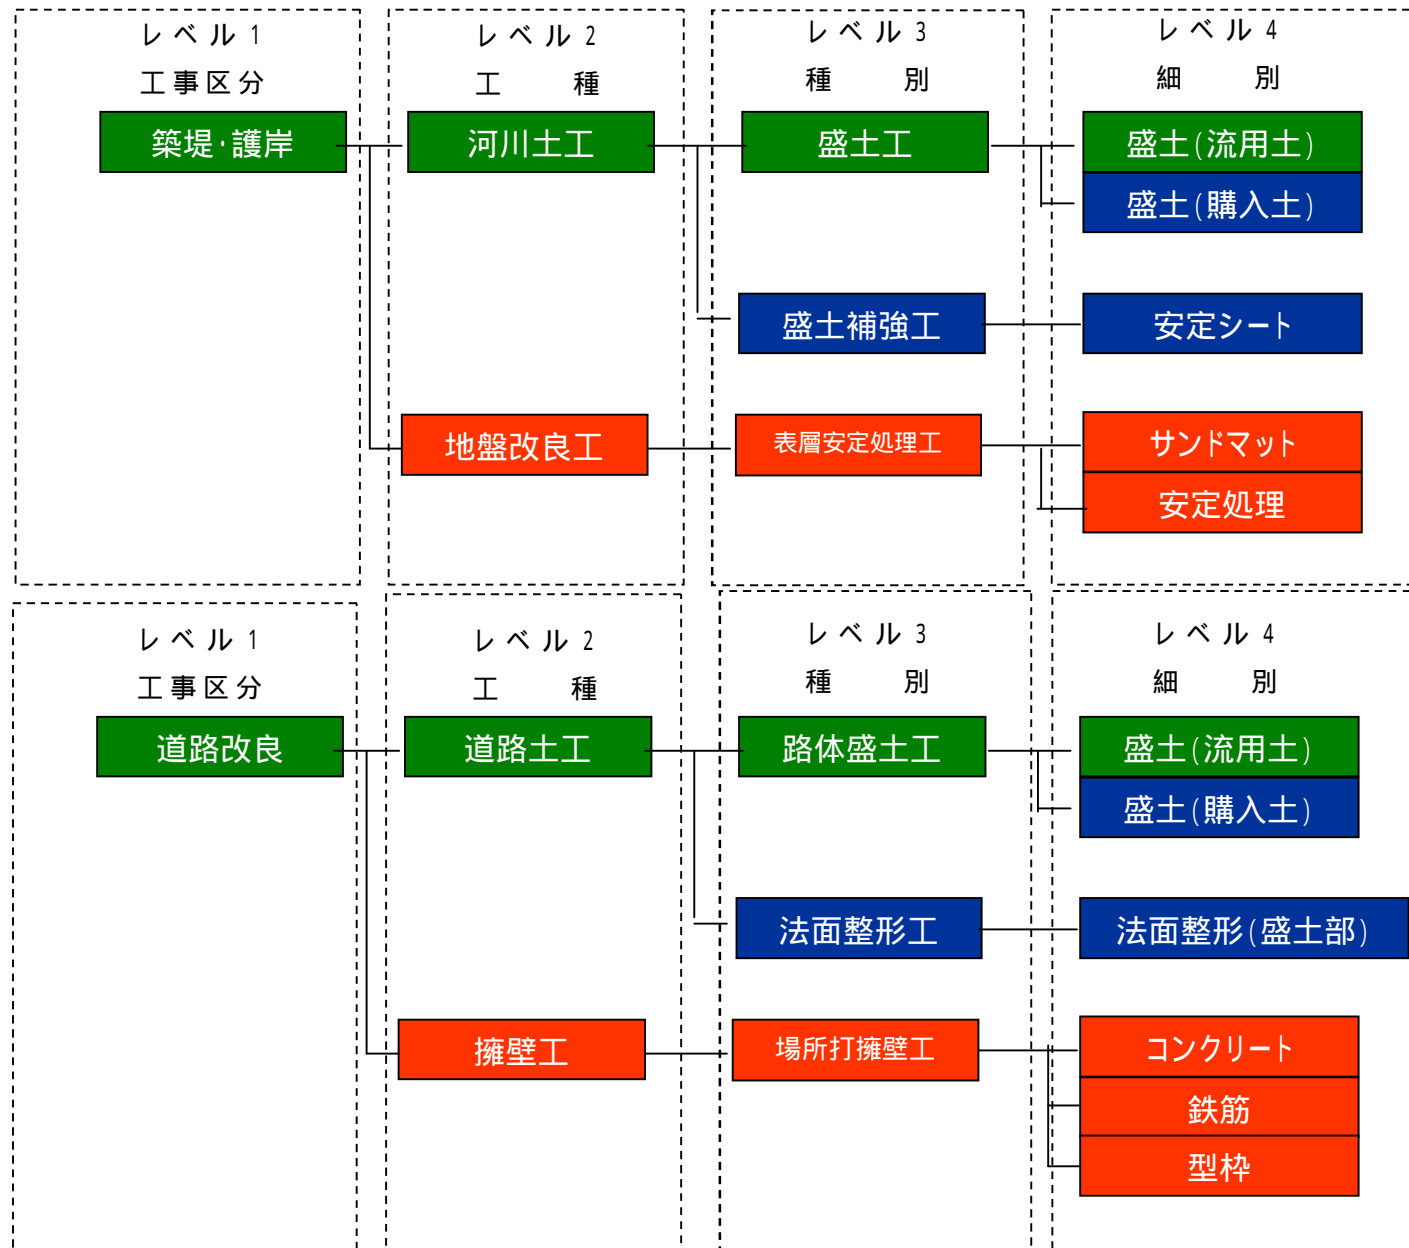 レベル1
レベル2
レベル3
レベル4
工事区分
工　種
種　別
細　別
築堤・護岸
河川土工
盛土工
盛土(流用土)
盛土(購入土)
盛土補強工
安定シート
地盤改良工
表層安定処理工
サンドマット
安定処理
レベル1
レベル2
レベル3
レベル4
工事区分
工　種
種　別
細　別
道路改良
道路土工
路体盛土工
盛土(流用土)
盛土(購入土)
法面整形工
法面整形(盛土部)
擁壁工
場所打擁壁工
コンクリート
鉄筋
型枠